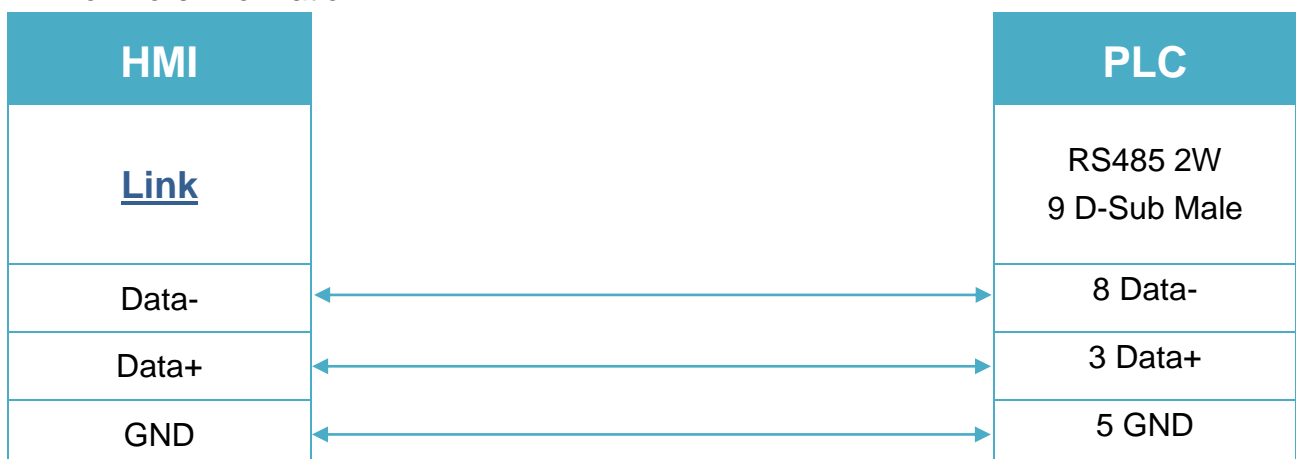 HMI
PLC
Link
RS485 2W
9 D-Sub Male
Data-
8 Data-
Data+
3 Data+
GND
5 GND